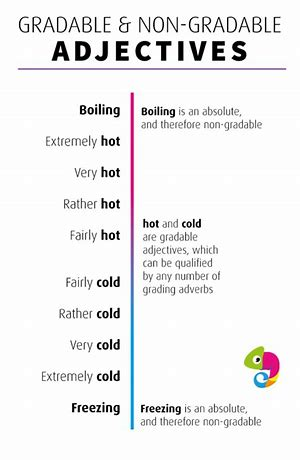 GRADABLE & NON-GRADABLE
ADJECTIVES
Boiling
Boiling is an absolute,
and therefore non-gradable
Extremely hot
Very hot
Rather hot
Fairly hot
hot and cold
are gradable
adjectives, which
can be qualified
by any number of
grading adverbs
Fairly cold
Rather cold
Very cold
Extremely cold
Freezing
Freezing is an absolute,
and therefore non-gradable